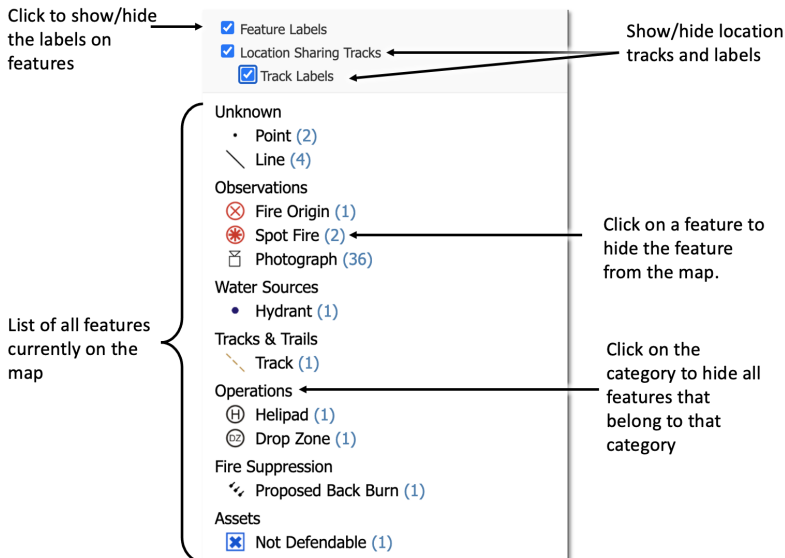 Click to show/hide
the labels on
features
Feature Labels
Location Sharing Tracks
Track Labels
Show/hide location
tracks and labels
Unknown
Point (2)
Line (4)
Observations
Fire Origin (1)
Spot Fire (2)
Photograph (36)
Click on a feature to
hide the feature
from the map.
Water Sources
Hydrant (1)
List of all features
currently on the
map
Tracks & Trails
Track (1)
Operations
H Helipad (1)
DZ Drop Zone (1)
Click on the
category to hide all
features that
belong to that
category
Fire Suppression
Proposed Back Burn (1)
Assets
Not Defendable (1)